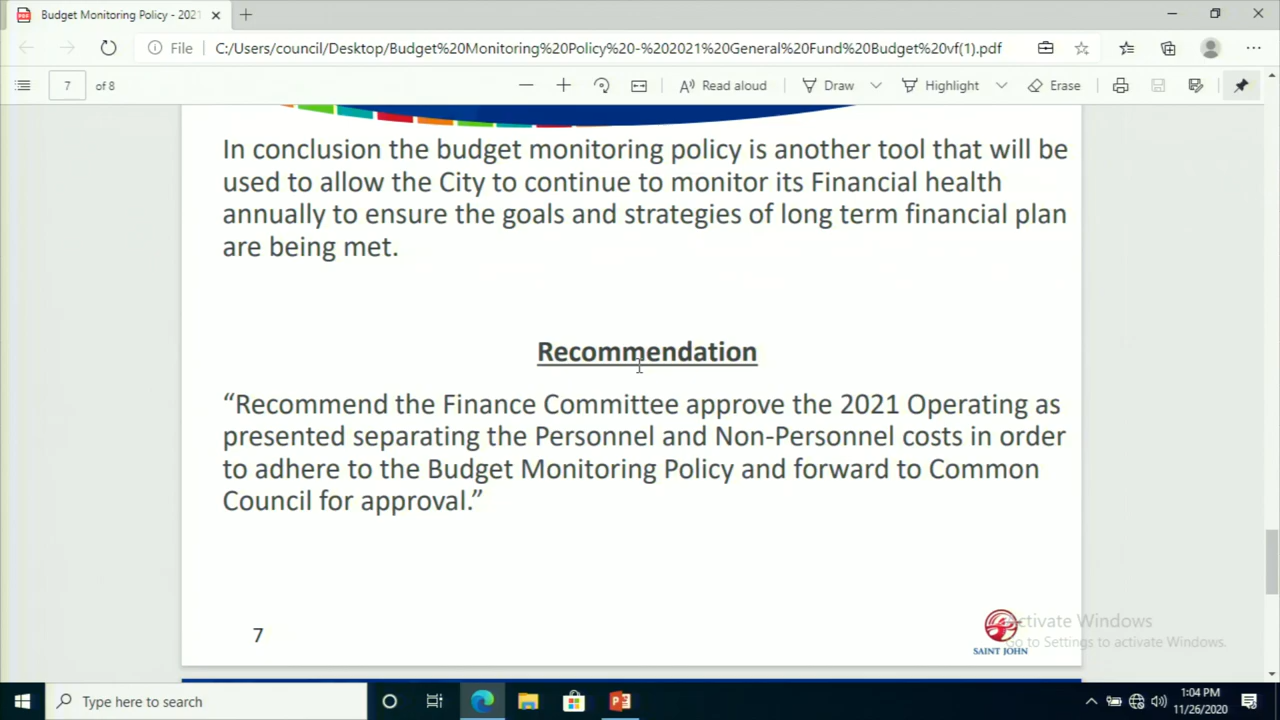 Budget Monitoring Policy - 2021
File
C:/Users/council/Desktop/Budget%20Monitoring%20Policy%20-%202021%20General%20Fund%20Budget%20vf(1).pdf
7 of 8
Read aloud
Draw
Highlight
Erase
In conclusion the budget monitoring policy is another tool that will be
used to allow the City to continue to monitor its Financial health
annually to ensure the goals and strategies of long term financial plan
are being met.
Recommendation
“Recommend the Finance Committee approve the 2021 Operating as
presented separating the Personnel and Non-Personnel costs in order
to adhere to the Budget Monitoring Policy and forward to Common
Council for approval.”
7
SAINT JOHN
Activate Windows
Go to Settings to activate Windows.
Type here to search
1:04 PM
11/26/2020